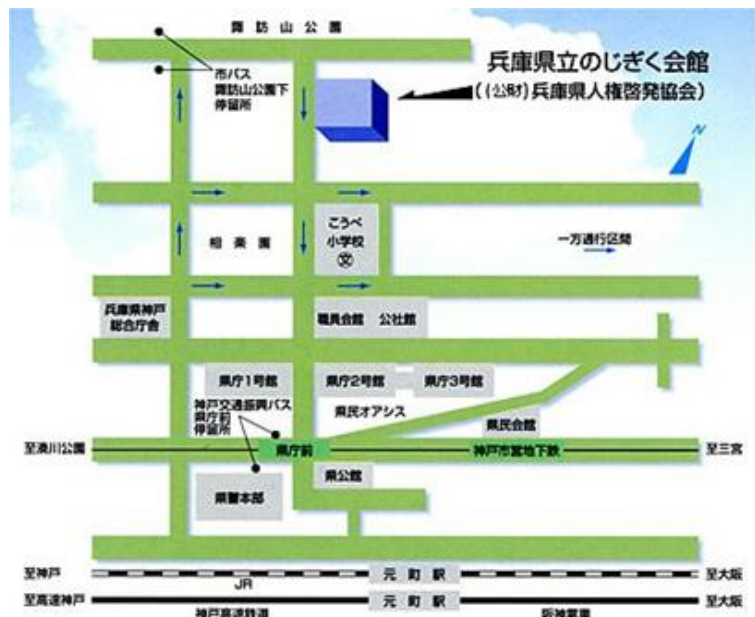 諏訪山公園
兵庫県立のじぎく会館
((公財)兵庫県人権啓発協会)
市バス
諏訪山公園下
停留所
N
こうべ
小学校
文
相楽園
一方通行区間
兵庫県神戸
総合庁舎
職員会館 公社館
県庁1号館
県庁2号館
県庁3号館
神戸交通振興バス
県庁前
停留所
県民オアシス
県民会館
至湊川公園
県庁前
神戸市営地下鉄
至三宮
県公館
県警本部
至神戸
JR
元町駅
至大阪
至高速神戸
神戸高速鉄道
元町駅
阪神電車
至大阪